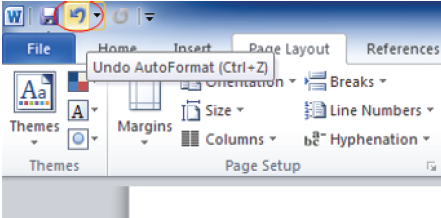 W
File Home Insert Page Layout References
Undo AutoFormat (Ctrl+Z)
Orientation Breaks
Aa A Size Line Numbers
Themes Margins Columns Hyphenation
Themes Page Setup